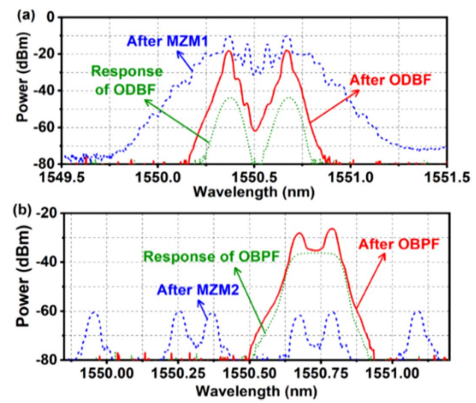 (a)
0
-20
-40
-60
-80
Power (dBm)
After MZM1
Response
of ODBF
After ODBF
1549.5
1550.0
1550.5
1551.0
1551.5
Wavelength (nm)
(b)
-20
-40
-60
-80
Power (dBm)
Response of OBPF
After OBPF
After MZM2
1550.00
1550.25
1550.50
1550.75
1551.00
Wavelength (nm)